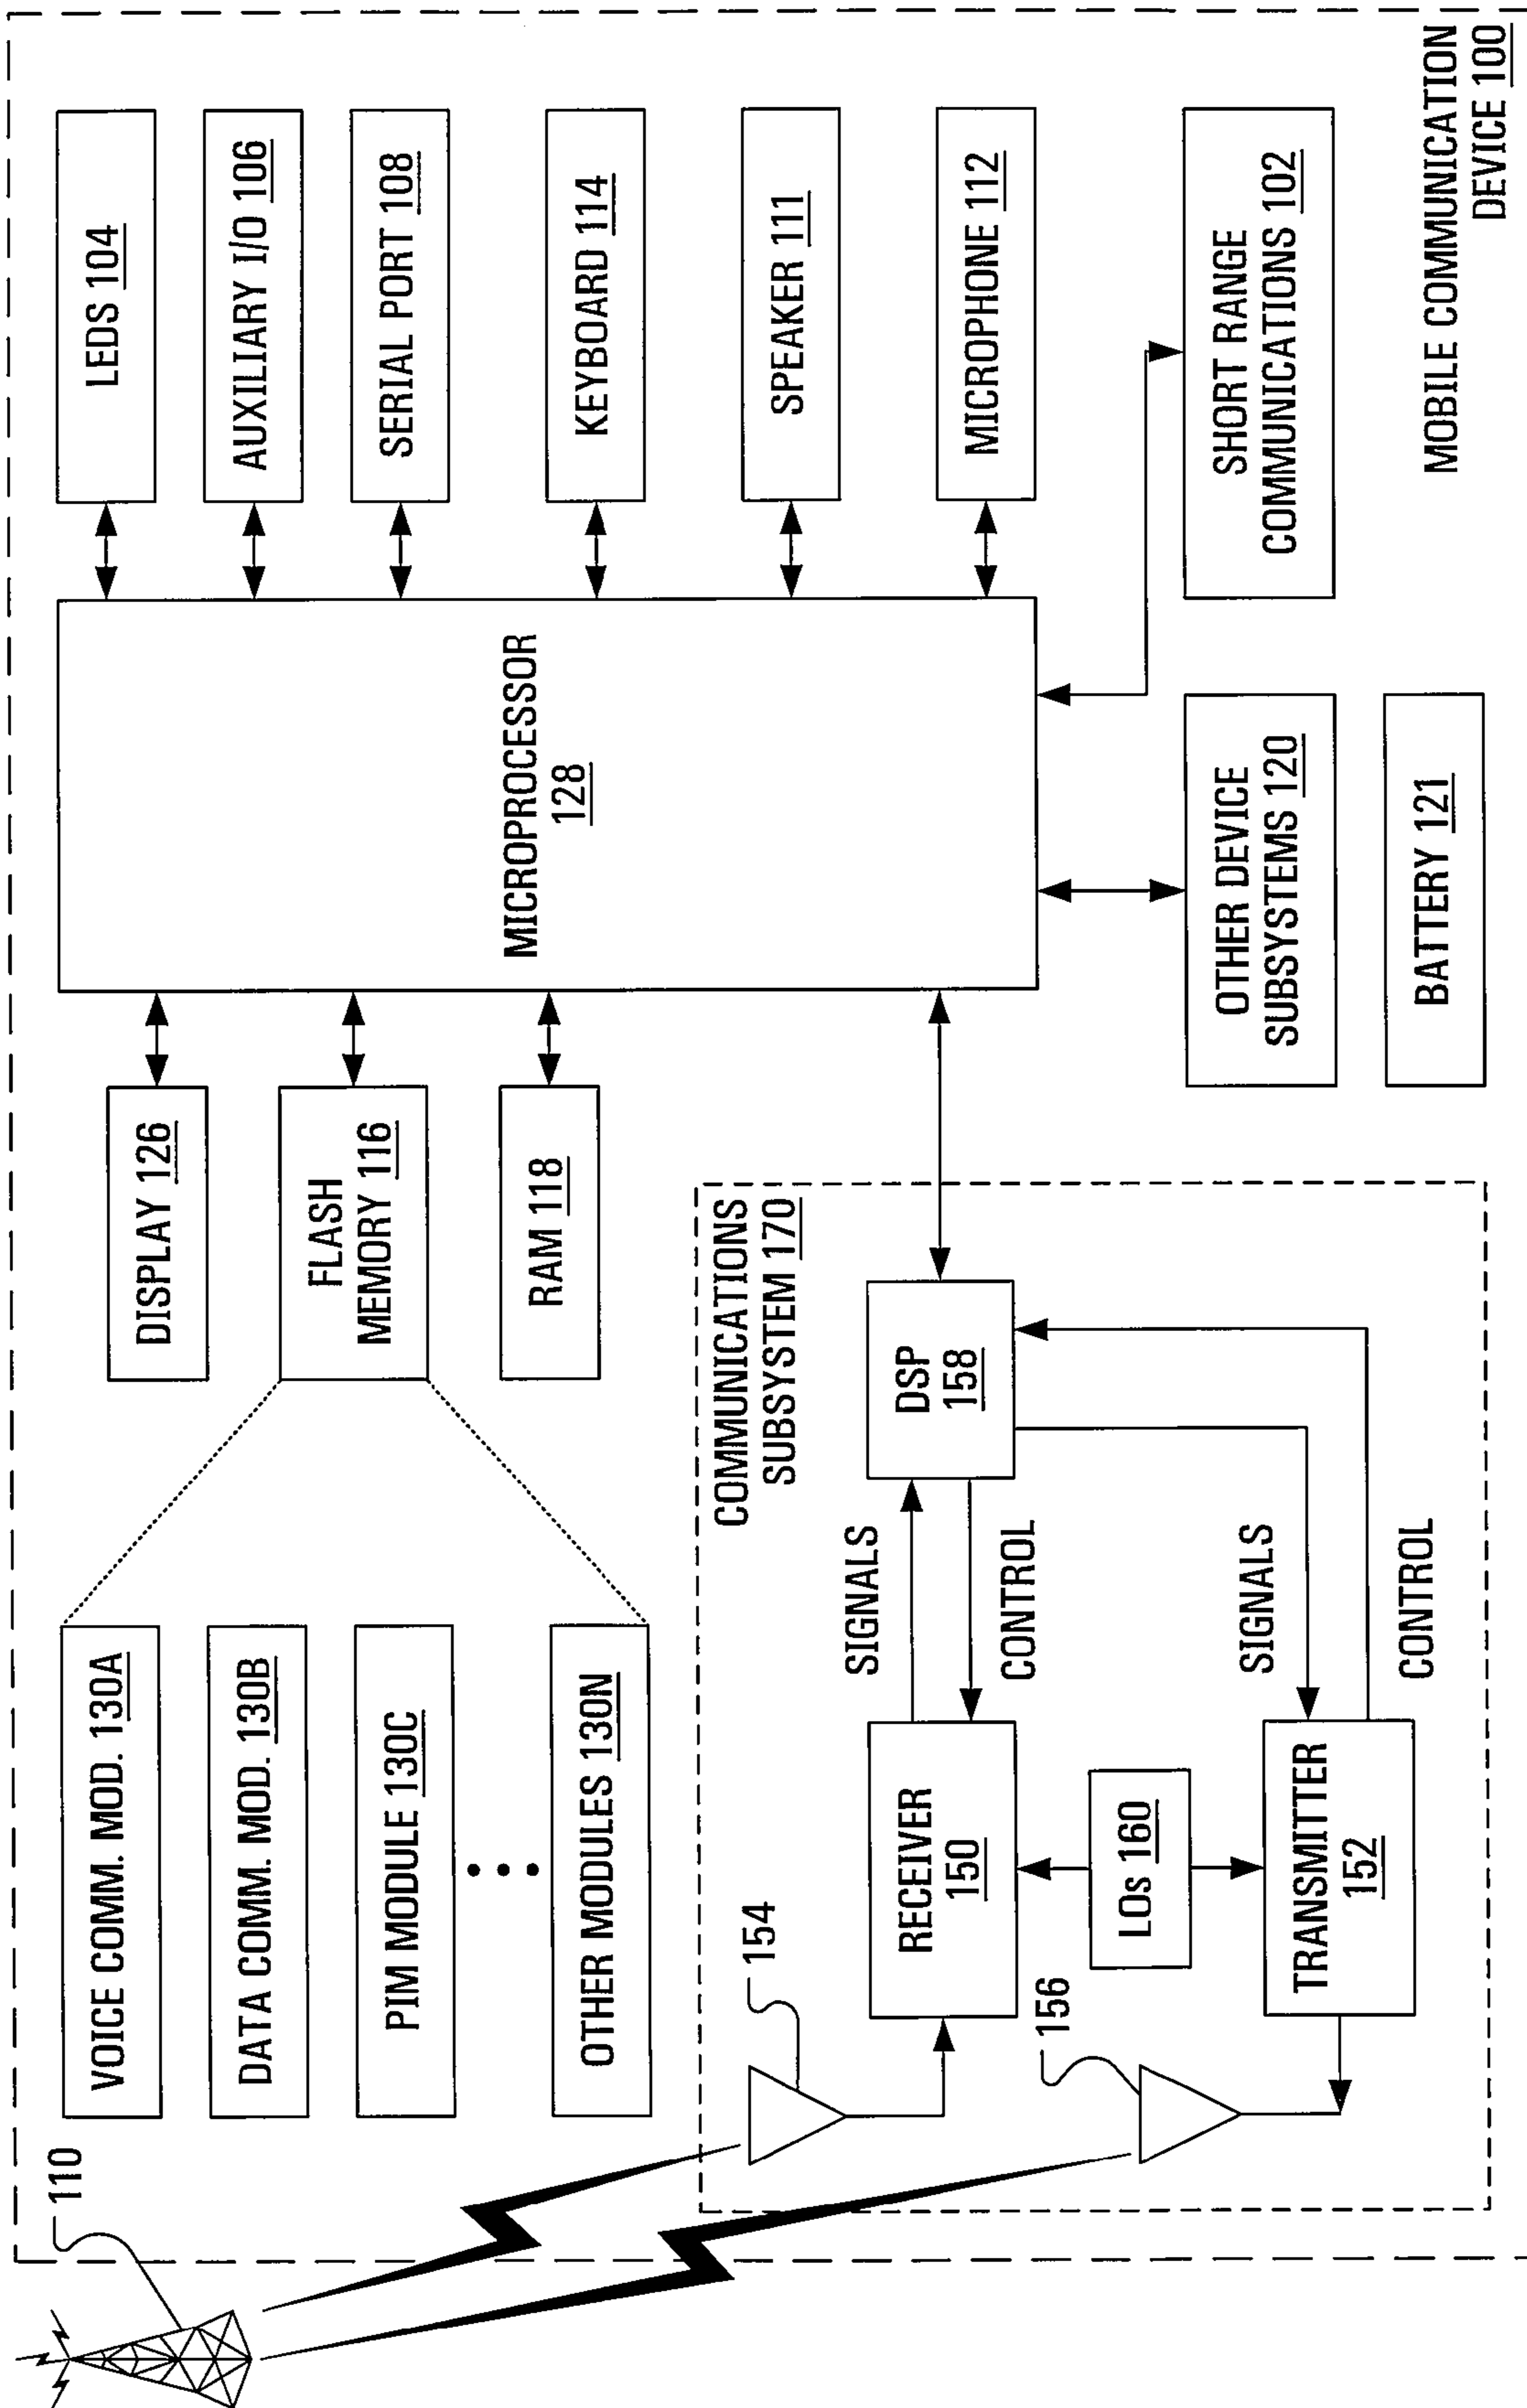 110
VOICE COMM. MOD. 130A
DATA COMM. MOD. 130B
PIM MODULE 130C
OTHER MODULES 130N
DISPLAY 126
FLASH
MEMORY 116
RAM 118
MICROPROCESSOR
128
LEDS 104
AUXILIARY I/O 106
SERIAL PORT 108
KEYBOARD 114
SPEAKER 111
MICROPHONE 112
SHORT RANGE
COMMUNICATIONS 102
OTHER DEVICE
SUBSYSTEMS 120
BATTERY 121
COMMUNICATIONS
SUBSYSTEM 170
154
RECEIVER
150
SIGNALS
CONTROL
DSP
158
156
LOs 160
TRANSMITTER
152
SIGNALS
CONTROL
MOBILE COMMUNICATION
DEVICE 100